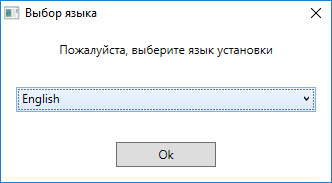 Выбор языка
Пожалуйста, выберите язык установки
English
Ok